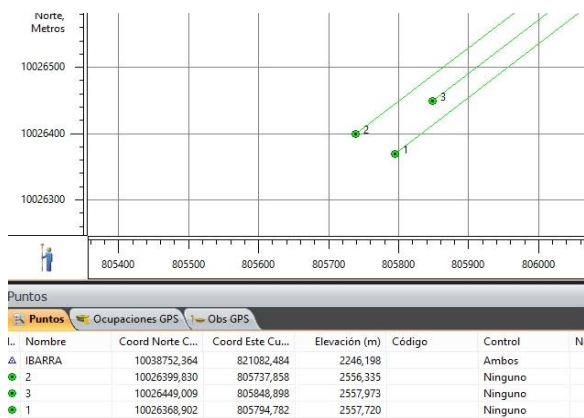 Norte,
Metros
10026500
10026400
10026300
2
3
1
805400 805500 805600 805700 805800 805900 806000
Puntos
Puntos Ocupaciones GPS Obs GPS
I.. Nombre Coord Norte C... Coord Este Cu... Elevación (m) Código Control
IBARRA 10038752,364 821082,484 2246,198 Ambos
2 10026399,830 805737,858 2556,335 Ninguno
3 10026449,009 805848,898 2557,973 Ninguno
1 10026368,902 805794,782 2557,720 Ninguno